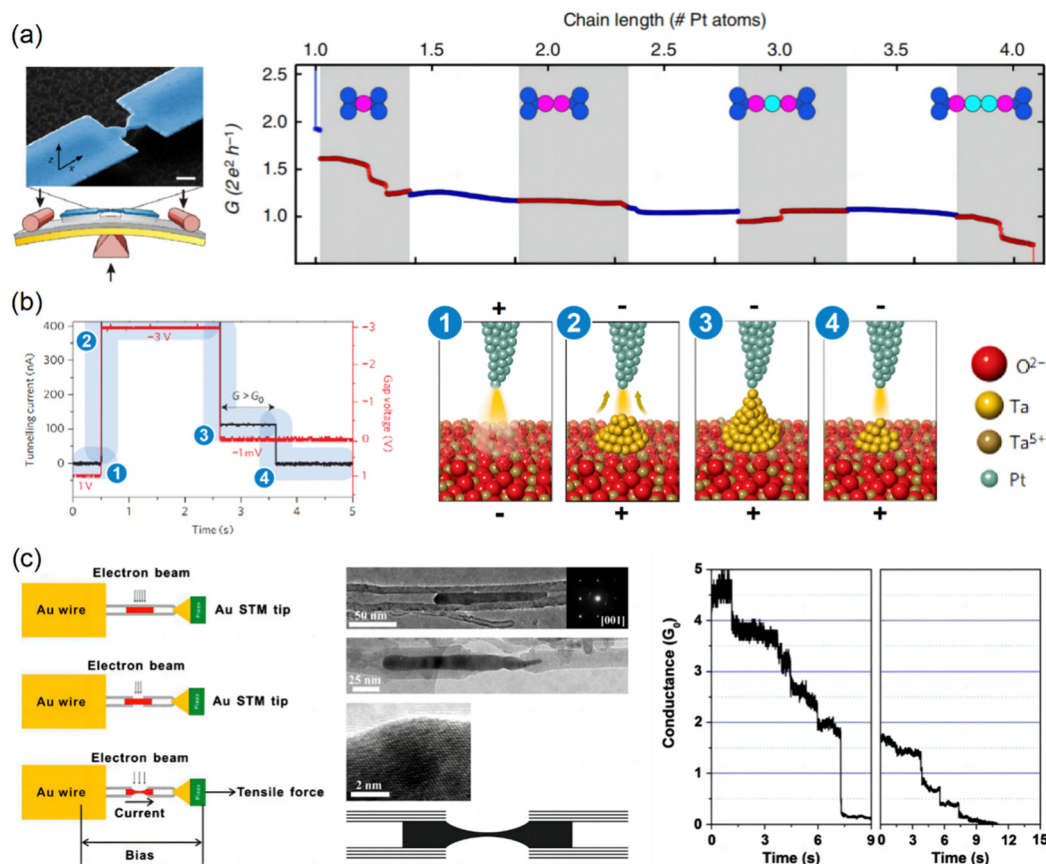 (a)
Chain length (# Pt atoms)
1.0 1.5 2.0 2.5 3.0 3.5 4.0
2.5
2.0
1.5
1.0
G (2e² h⁻¹)
z
x
(b)
400
300
200
100
0
Tunnelling current (nA)
−3 V
G > G₀
−1 mV
1 V
1
2
3
4
−3
−2
−1
0
1
Gap voltage (V)
0 1 2 3 4 5
Time (s)
1 2 3 4
+ - - -
- + + +
O²⁻
Ta
Ta⁵⁺
Pt
(c)
Electron beam
Au wire
Au STM tip
Electron beam
Au wire
Au STM tip
Electron beam
Au wire
Tensile force
Current
Bias
50 nm
[001]
25 nm
2 nm
Conductance (G₀)
5
4
3
2
1
0
0 3 6 9
0 3 6 9 12 15
Time (s) Time (s)